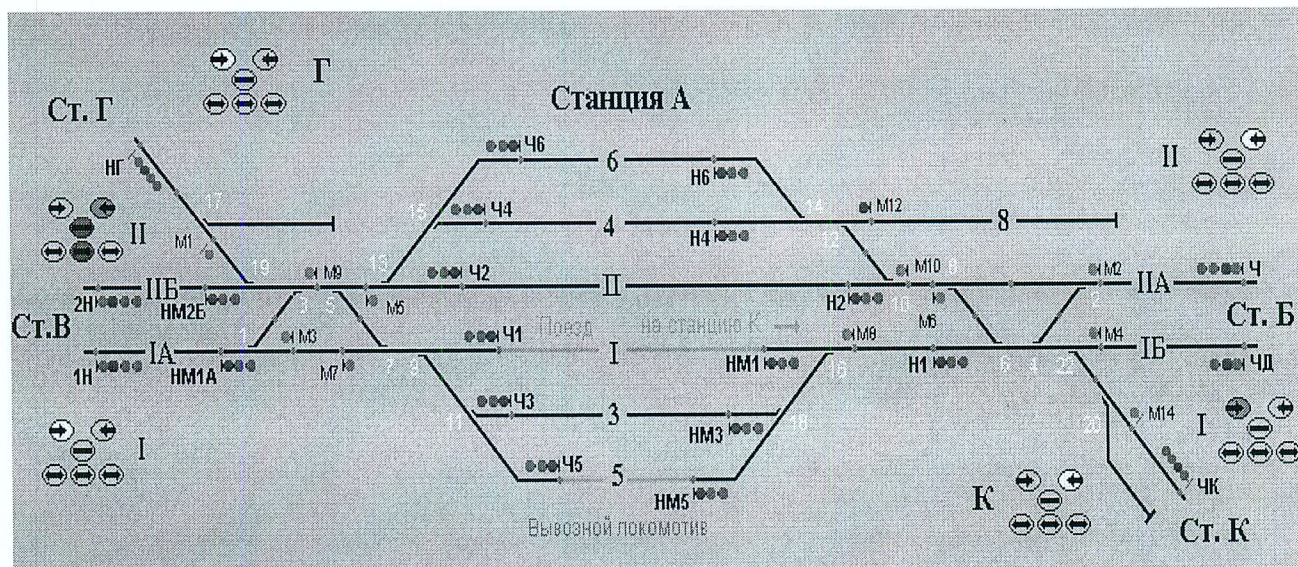 Г
Ст. Г
Станция А
НГ
Ч6
6
Н6
II
17
М1
II
15
Ч4
4
Н4
14
12
М12
8
19
М9
13
Ч2
II
М10
8
М2
IIА
Ч
2Н
IIБ
НМ2Б
3
5
М5
Н2
10
М6
2
Ст.В
Ст. Б
1
М3
Ч1
Поезд
на станцию К →
I
М8
М4
IБ
1Н
IА
НМ1А
М7
7
9
НМ1
16
Н1
6
4
22
ЧД
I
11
Ч3
3
НМ3
18
20
М14
I
Ч5
5
НМ5
К
ЧК
Вывозной локомотив
Ст. К